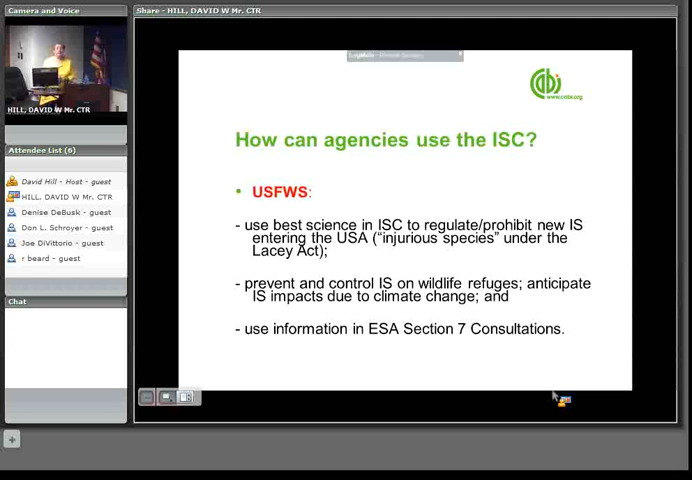 Camera and Voice
HILL, DAVID W Mr. CTR
Attendee List (6)
David Hill - Host - guest
HILL. DAVID W Mr. CTR
Denise DeBusk - guest
Don L. Schroyer - guest
Joe DiVittorio - guest
r beard - guest
Chat
Share - HILL, DAVID W Mr. CTR
cabi
www.cabi.org
How can agencies use the ISC?
• USFWS:
- use best science in ISC to regulate/prohibit new IS
entering the USA (“injurious species” under the
Lacey Act);
- prevent and control IS on wildlife refuges; anticipate
IS impacts due to climate change; and
- use information in ESA Section 7 Consultations.